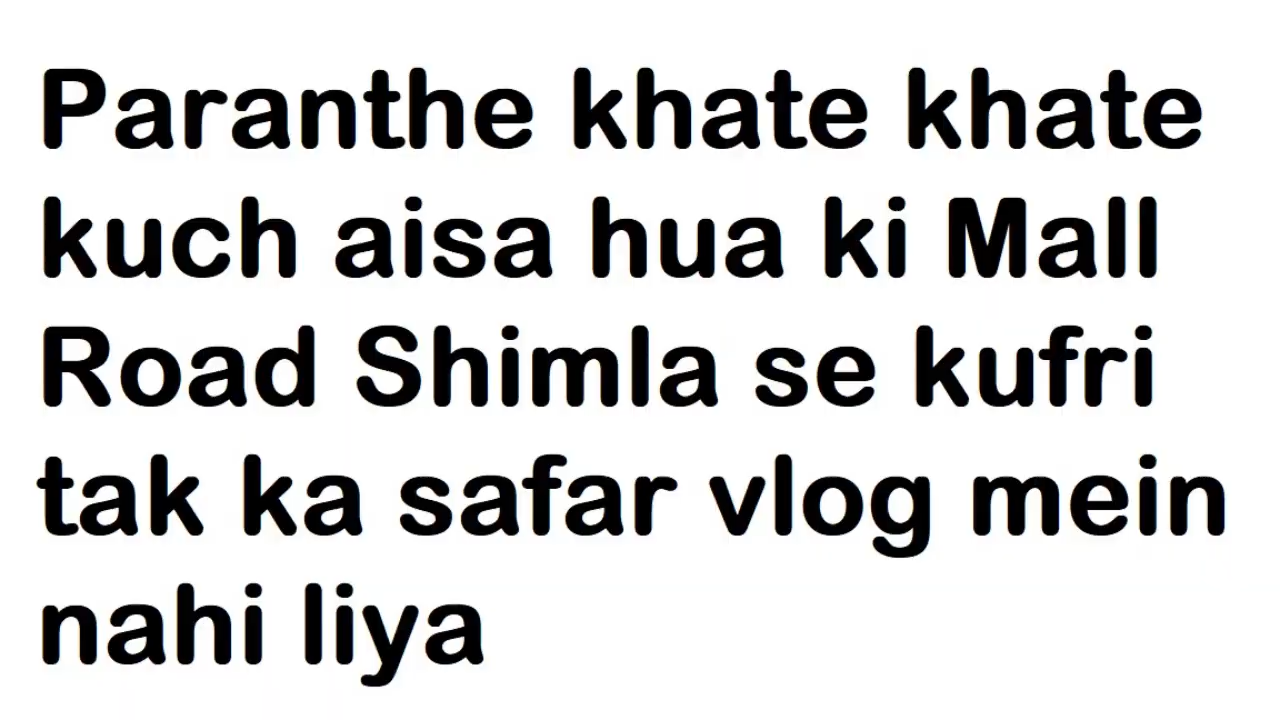 Paranthe khate khate
kuch aisa hua ki Mall
Road Shimla se kufri
tak ka safar vlog mein
nahi liya